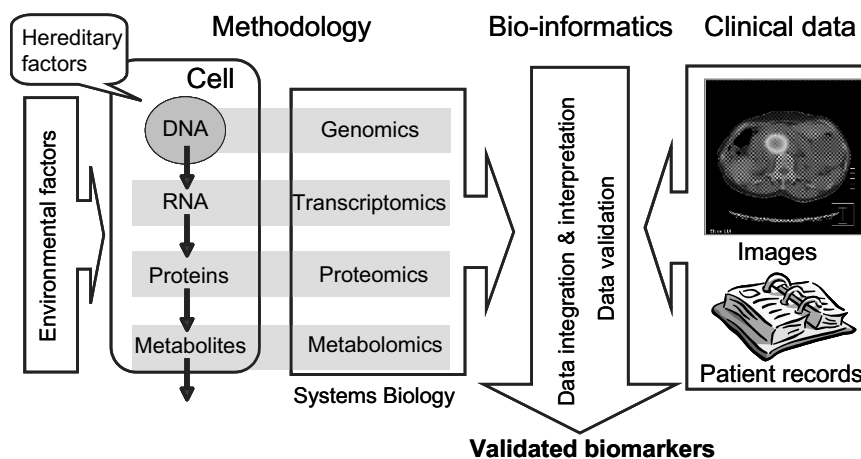 Methodology
Bio-informatics
Clinical data
Hereditary
factors
Cell
Environmental factors
DNA
Genomics
RNA
Transcriptomics
Proteins
Proteomics
Metabolites
Metabolomics
Systems Biology
Data integration & interpretation
Data validation
Images
Patient records
Validated biomarkers